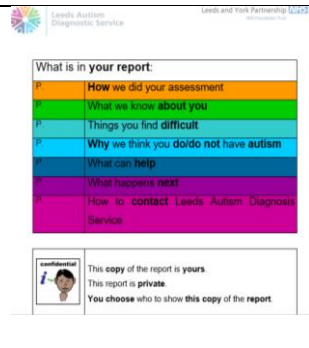 Leeds Autism
Diagnostic Service
Leeds and York Partnership NHS
NHS Foundation Trust
What is in your report:
P. How we did your assessment
P. What we know about you
P. Things you find difficult
P. Why we think you do/do not have autism
P. What can help
P. What happens next
P. How to contact Leeds Autism Diagnosis
Service
confidential
i
This copy of the report is yours.
This report is private.
You choose who to show this copy of the report.